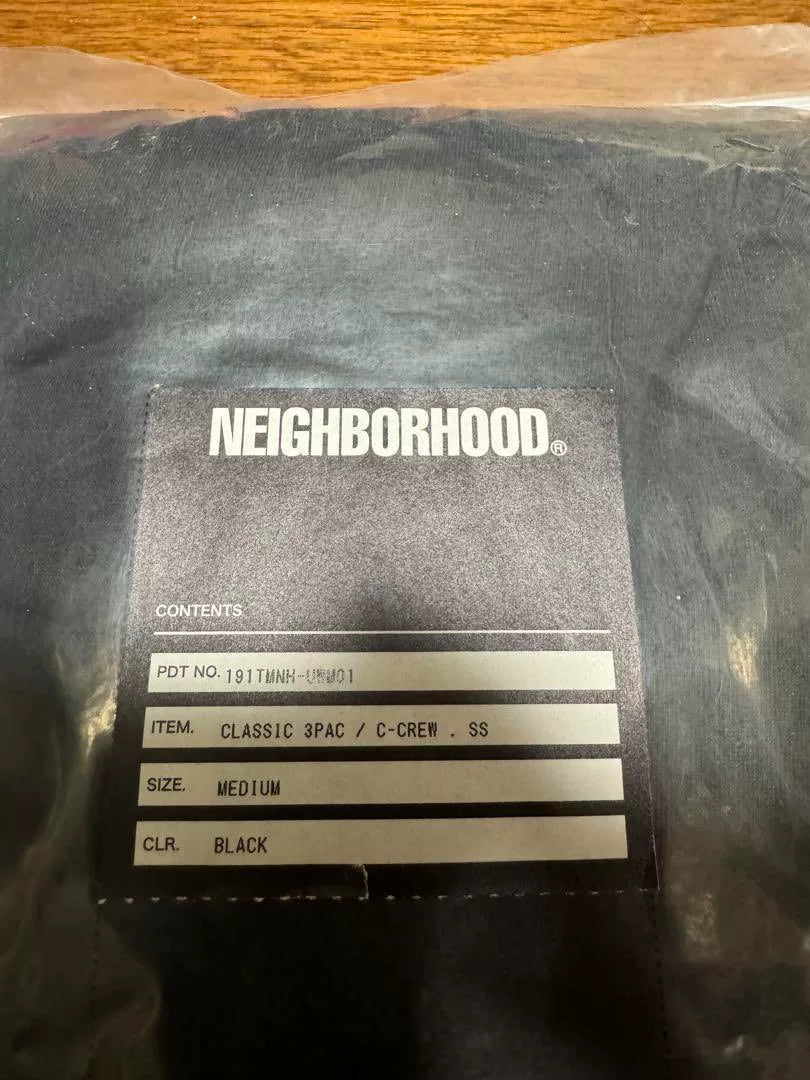 NEIGHBORHOOD®
CONTENTS
PDT NO. 191TMNH-UWM01
ITEM. CLASSIC 3PAC / C-CREW . SS
SIZE. MEDIUM
CLR. BLACK